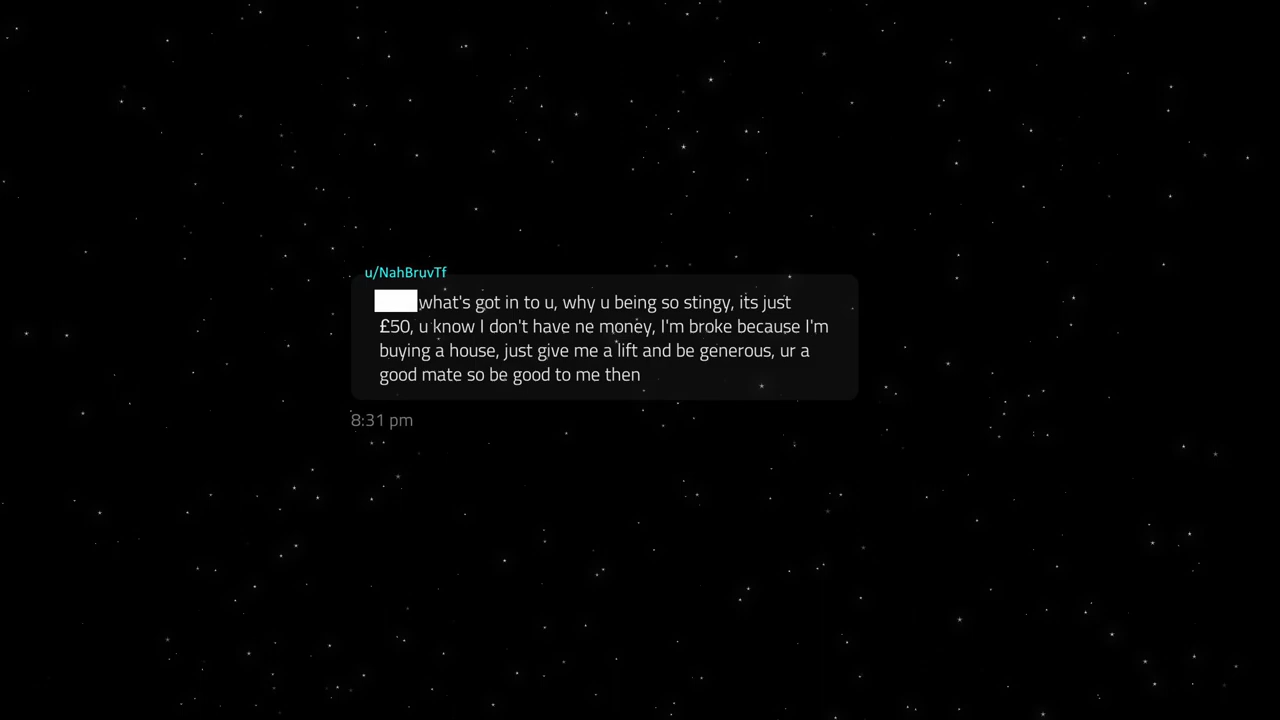 u/NahBruvTf
what's got in to u, why u being so stingy, its just
£50, u know I don't have ne money, I'm broke because I'm
buying a house, just give me a lift and be generous, ur a
good mate so be good to me then
8:31 pm